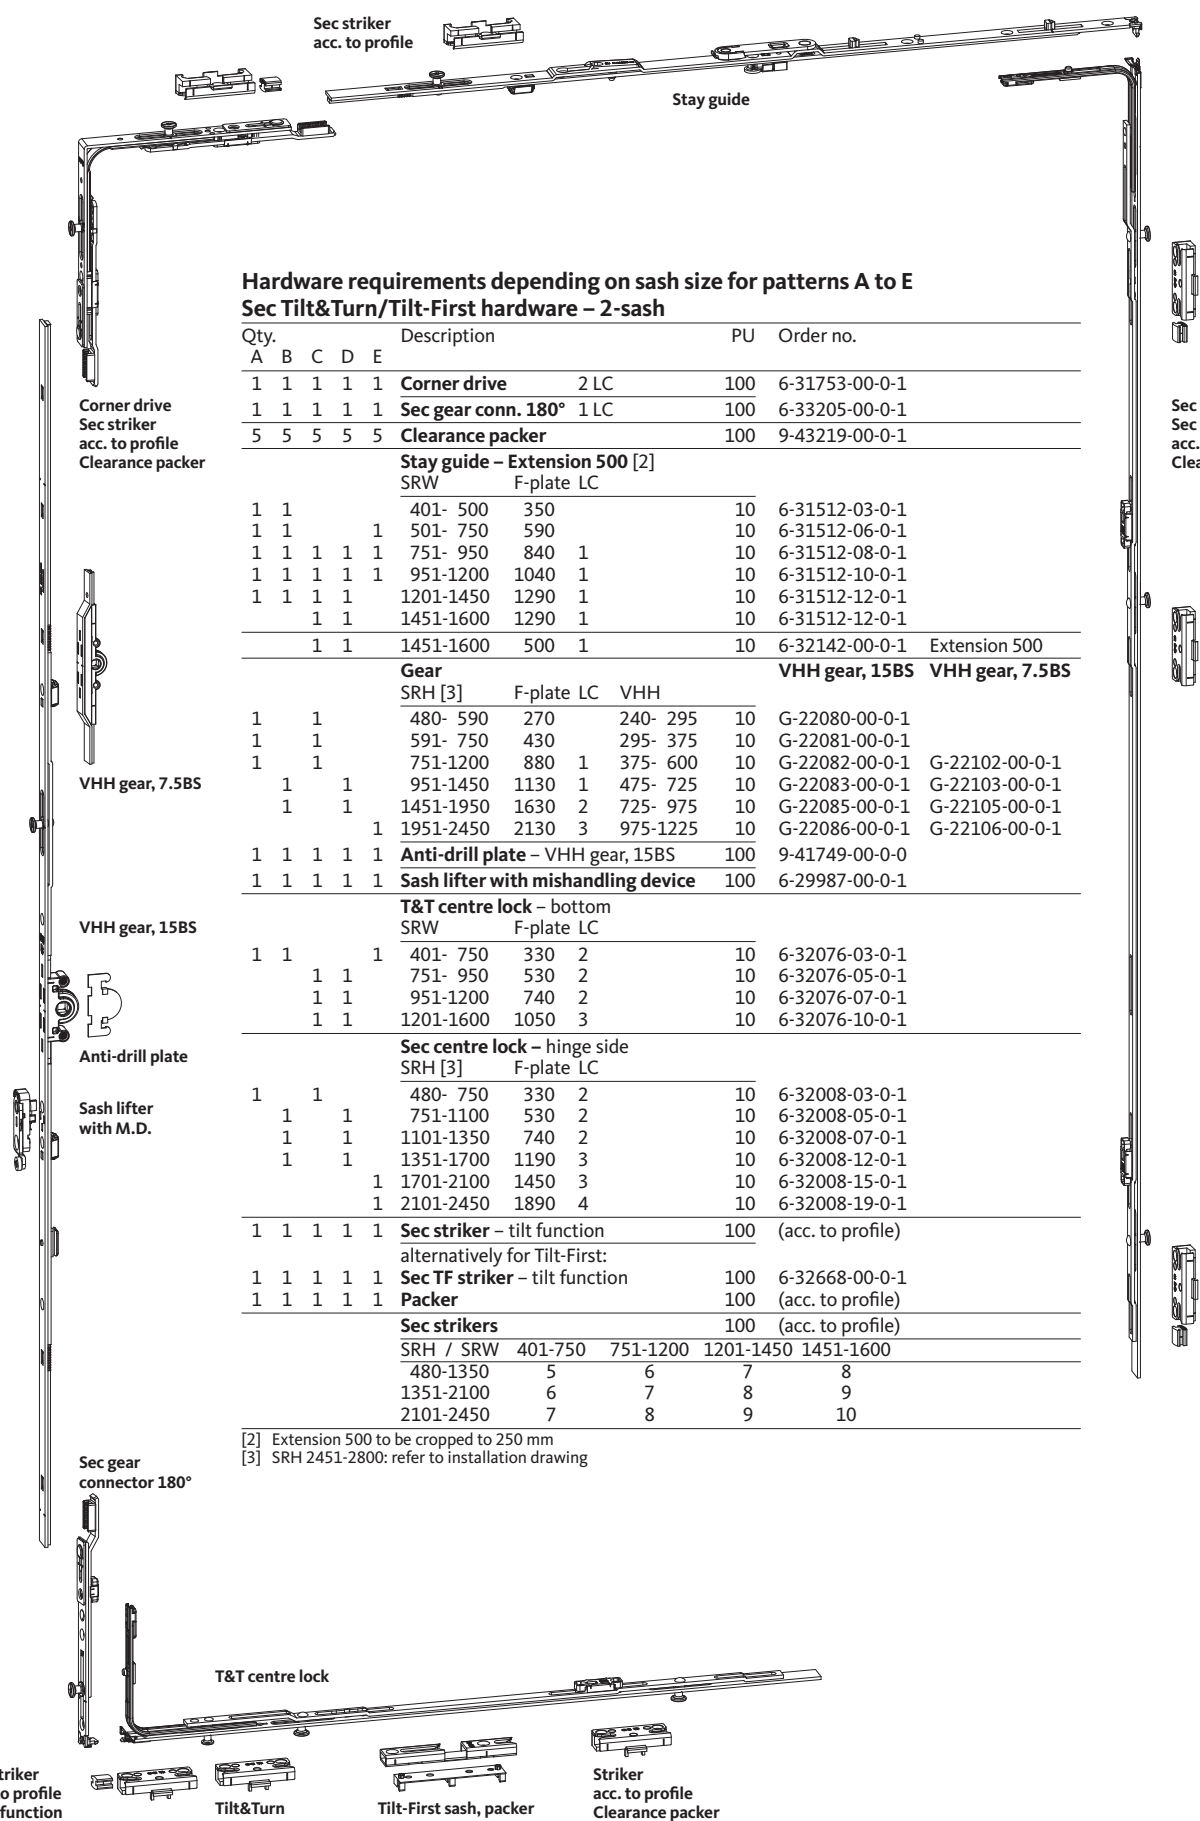 Sec striker
acc. to profile
Stay guide
Hardware requirements depending on sash size for patterns A to E
Sec Tilt&Turn/Tilt-First hardware – 2-sash
Qty. Description PU Order no.
A B C D E
1 1 1 1 1 Corner drive 2 LC 100 6-31753-00-0-1
1 1 1 1 1 Sec gear conn. 180° 1 LC 100 6-33205-00-0-1
5 5 5 5 5 Clearance packer 100 9-43219-00-0-1
Stay guide – Extension 500 [2]
SRW F-plate LC
1 1 401- 500 350 10 6-31512-03-0-1
1 1 1 501- 750 590 10 6-31512-06-0-1
1 1 1 1 1 751- 950 840 1 10 6-31512-08-0-1
1 1 1 1 1 951-1200 1040 1 10 6-31512-10-0-1
1 1 1 1 1201-1450 1290 1 10 6-31512-12-0-1
1 1 1451-1600 1290 1 10 6-31512-12-0-1
1 1 1451-1600 500 1 10 6-32142-00-0-1 Extension 500
Gear VHH gear, 15BS VHH gear, 7.5BS
SRH [3] F-plate LC VHH
1 1 480- 590 270 240- 295 10 G-22080-00-0-1
1 1 591- 750 430 295- 375 10 G-22081-00-0-1
1 1 751-1200 880 1 375- 600 10 G-22082-00-0-1 G-22102-00-0-1
1 1 951-1450 1130 1 475- 725 10 G-22083-00-0-1 G-22103-00-0-1
1 1 1451-1950 1630 2 725- 975 10 G-22085-00-0-1 G-22105-00-0-1
1 1951-2450 2130 3 975-1225 10 G-22086-00-0-1 G-22106-00-0-1
1 1 1 1 1 Anti-drill plate – VHH gear, 15BS 100 9-41749-00-0-0
1 1 1 1 1 Sash lifter with mishandling device 100 6-29987-00-0-1
T&T centre lock – bottom
SRW F-plate LC
1 1 1 401- 750 330 2 10 6-32076-03-0-1
1 1 751- 950 530 2 10 6-32076-05-0-1
1 1 951-1200 740 2 10 6-32076-07-0-1
1 1 1201-1600 1050 3 10 6-32076-10-0-1
Sec centre lock – hinge side
SRH [3] F-plate LC
1 1 480- 750 330 2 10 6-32008-03-0-1
1 1 751-1100 530 2 10 6-32008-05-0-1
1 1 1101-1350 740 2 10 6-32008-07-0-1
1 1 1351-1700 1190 3 10 6-32008-12-0-1
1 1701-2100 1450 3 10 6-32008-15-0-1
1 2101-2450 1890 4 10 6-32008-19-0-1
1 1 1 1 1 Sec striker – tilt function 100 (acc. to profile)
alternatively for Tilt-First:
1 1 1 1 1 Sec TF striker – tilt function 100 6-32668-00-0-1
1 1 1 1 1 Packer 100 (acc. to profile)
Sec strikers 100 (acc. to profile)
SRH / SRW 401-750 751-1200 1201-1450 1451-1600
480-1350 5 6 7 8
1351-2100 6 7 8 9
2101-2450 7 8 9 10
[2] Extension 500 to be cropped to 250 mm
[3] SRH 2451-2800: refer to installation drawing
Corner drive
Sec striker
acc. to profile
Clearance packer
VHH gear, 7.5BS
VHH gear, 15BS
Anti-drill plate
Sash lifter
with M.D.
Sec gear
connector 180°
T&T centre lock
Sec
Sec
acc.
Clea
triker
o profile
function
Tilt&Turn
Tilt-First sash, packer
Striker
acc. to profile
Clearance packer